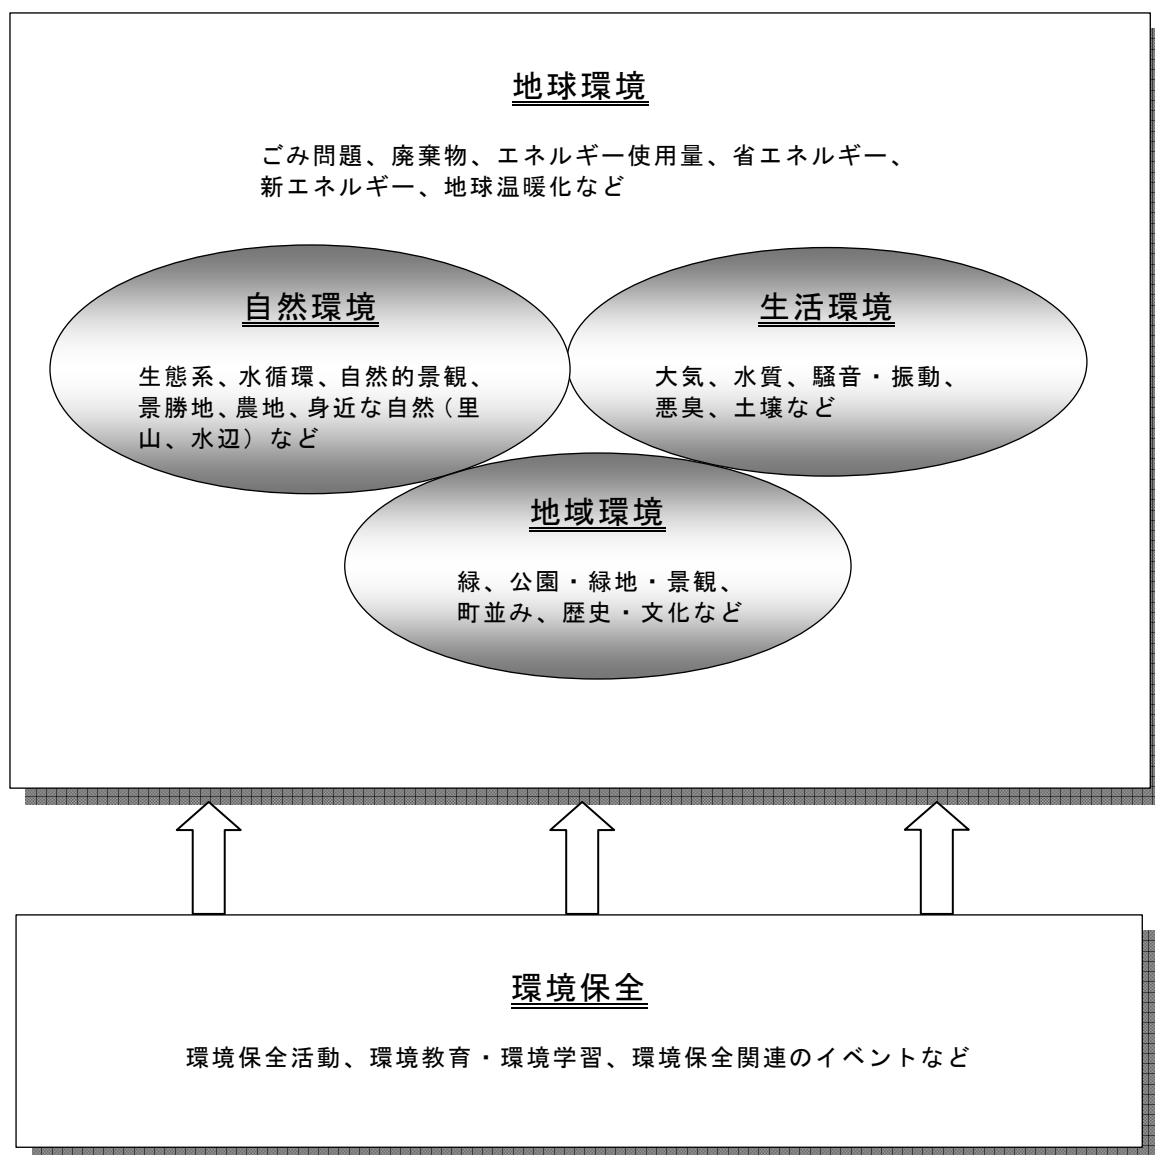 地球環境
ごみ問題、廃棄物、エネルギー使用量、省エネルギー、
新エネルギー、地球温暖化など
自然環境
生態系、水循環、自然的景観、
景勝地、農地、身近な自然（里
山、水辺）など
生活環境
大気、水質、騒音・振動、
悪臭、土壌など
地域環境
緑、公園・緑地・景観、
町並み、歴史・文化など
環境保全
環境保全活動、環境教育・環境学習、環境保全関連のイベントなど